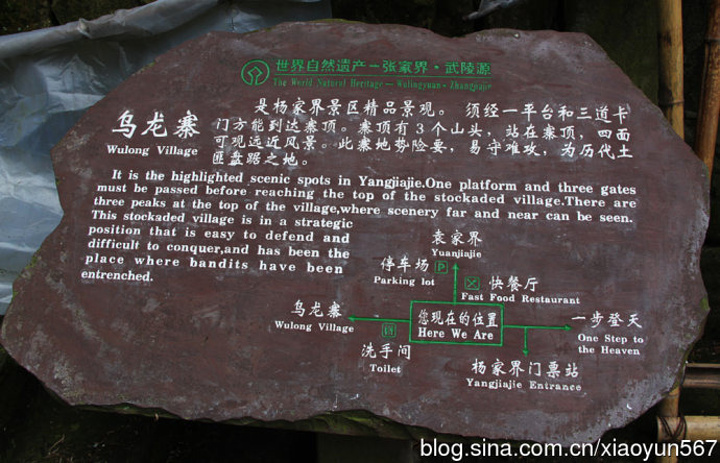 世界自然遗产－张家界·武陵源
The World Natural Heritage — Wulingyuan · Zhangjiajie
乌龙寨
Wulong Village
是杨家界景区精品景观。 须经一平台和三道卡
门方能到达寨顶。寨顶有3个山头，站在寨顶，四面
可观远近风景。此寨地势险要，易守难攻，为历代土
匪盘踞之地。
It is the highlighted scenic spots in Yangjiajie.One platform and three gates
must be passed before reaching the top of the stockaded village.There are
three peaks at the top of the village,where scenery far and near can be seen.
This stockaded village is in a strategic
position that is easy to defend and
difficult to conquer,and has been the
place where bandits have been
entrenched.
袁家界
Yuanjiajie
停车场 P
Parking lot
快餐厅
Fast Food Restaurant
乌龙寨
Wulong Village
您现在的位置
Here We Are
一步登天
One Step to
the Heaven
洗手间
Toilet
杨家界门票站
Yangjiajie Entrance
blog.sina.com.cn/xiaoyun567